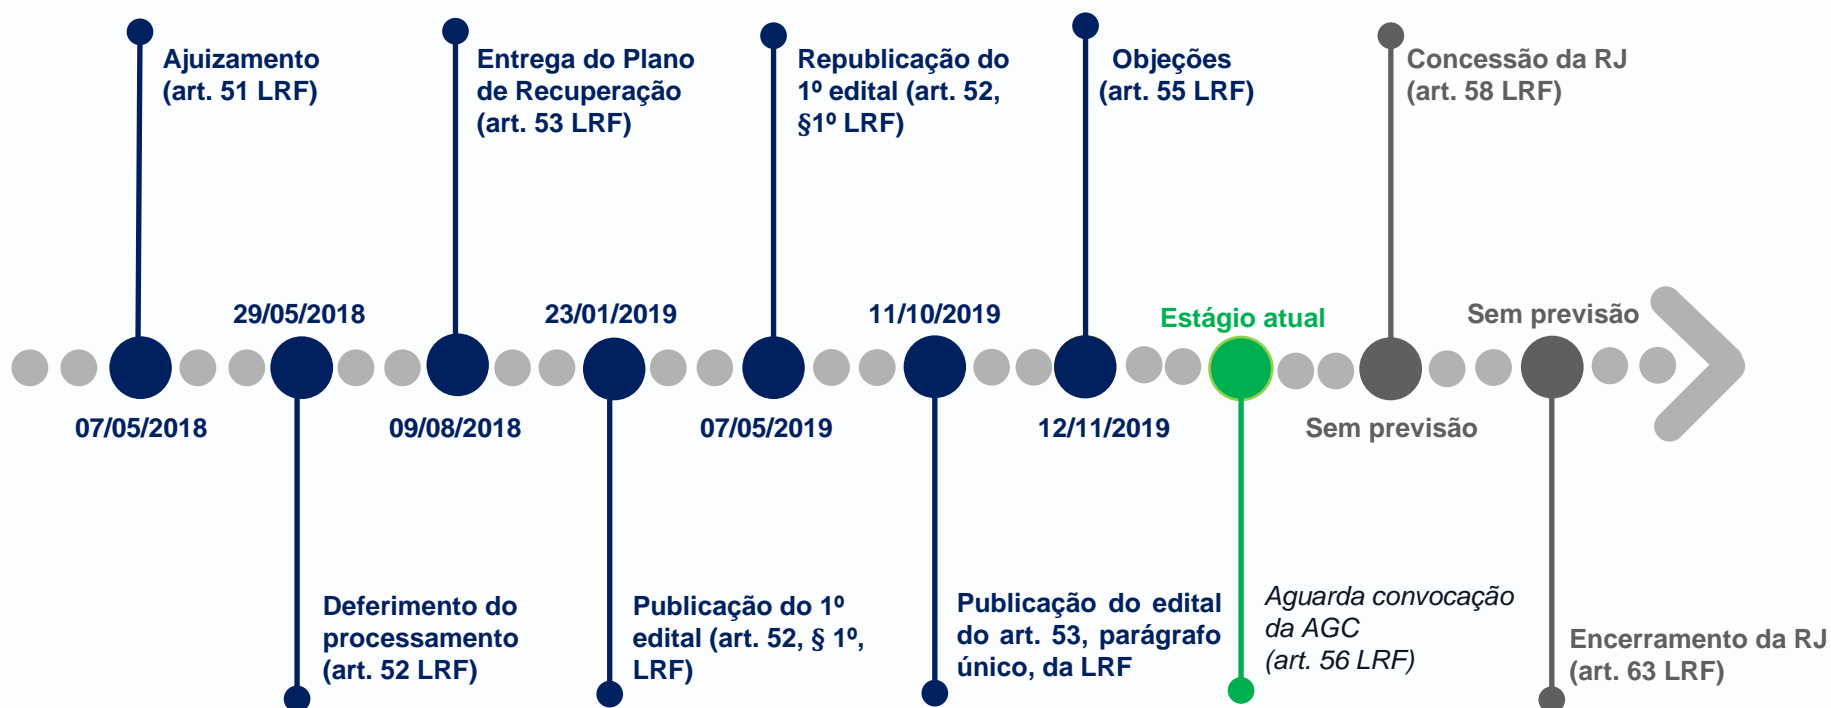 Ajuizamento
(art. 51 LRF)
Entrega do Plano
de Recuperação
(art. 53 LRF)
Republicação do
1º edital (art. 52,
§1º LRF)
Objeções
(art. 55 LRF)
Concessão da RJ
(art. 58 LRF)
29/05/2018
23/01/2019
11/10/2019
Estágio atual
Sem previsão
07/05/2018
09/08/2018
07/05/2019
12/11/2019
Sem previsão
Deferimento do
processamento
(art. 52 LRF)
Publicação do 1º
edital (art. 52, § 1º,
LRF)
Publicação do edital
do art. 53, parágrafo
único, da LRF
Aguarda convocação
da AGC
(art. 56 LRF)
Encerramento da RJ
(art. 63 LRF)